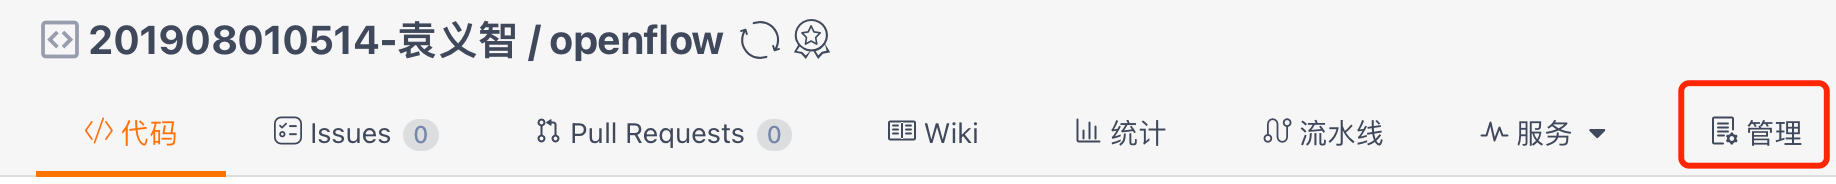 201908010514-袁义智 / openflow
代码 Issues 0 Pull Requests 0 Wiki 统计 流水线 服务 管理